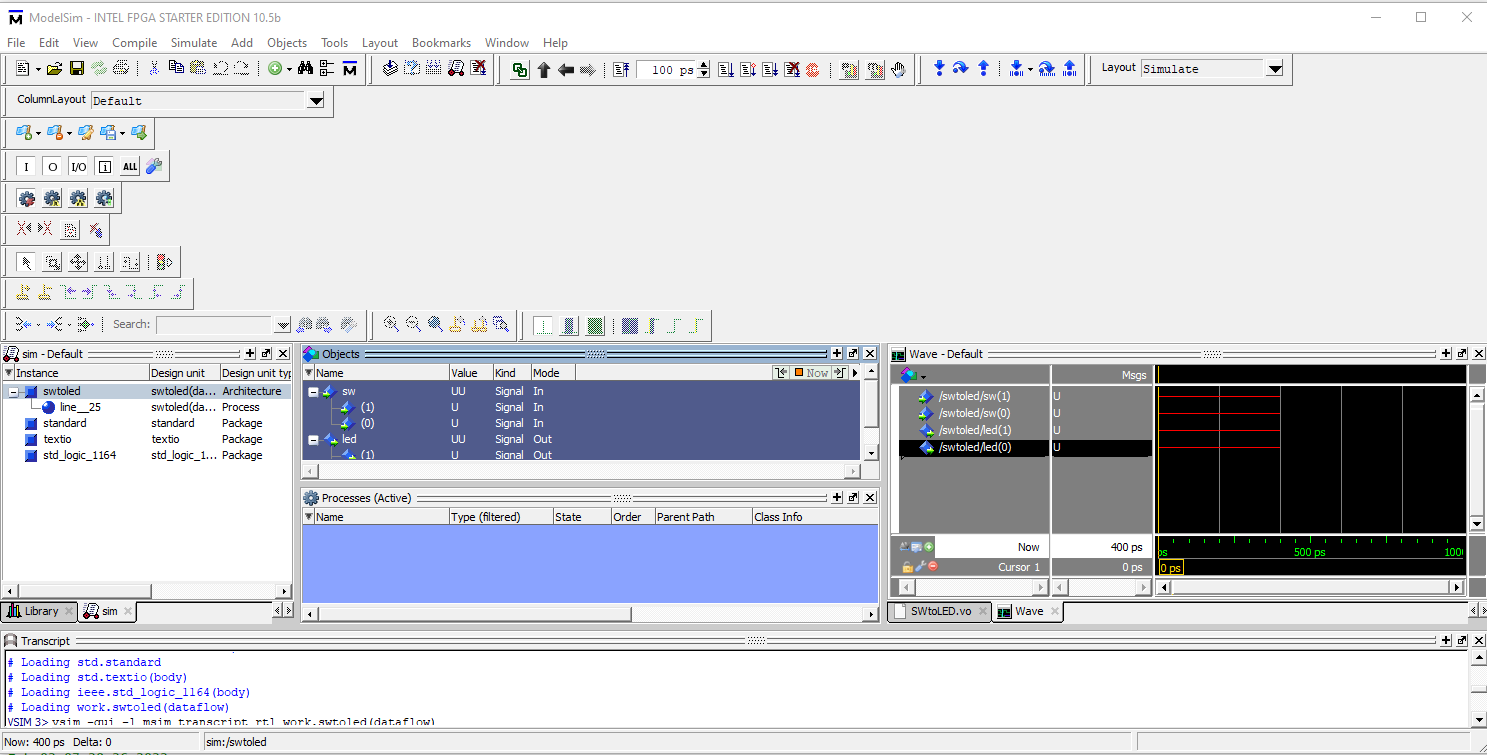 ModelSim - INTEL FPGA STARTER EDITION 10.5b
File Edit View Compile Simulate Add Objects Tools Layout Bookmarks Window Help
100 ps
Layout Simulate
ColumnLayout Default
I O I/O i ALL
Search:
sim - Default
Instance Design unit Design unit typ
swtoled swtoled(da... Architecture
line__25 swtoled(da... Process
standard standard Package
textio textio Package
std_logic_1164 std_logic_1... Package
Library sim
Objects
Name Value Kind Mode Now
sw UU Signal In
(1) U Signal In
(0) U Signal In
led UU Signal Out
(1) U Signal Out
Processes (Active)
Name Type (filtered) State Order Parent Path Class Info
Wave - Default
Msgs
/swtoled/sw(1) U
/swtoled/sw(0) U
/swtoled/led(1) U
/swtoled/led(0) U
Now 400 ps ps 500 ps 100
Cursor 1 0 ps 0 ps
SWtoLED.vo Wave
Transcript
# Loading std.standard
# Loading std.textio(body)
# Loading ieee.std_logic_1164(body)
# Loading work.swtoled(dataflow)
VSIM 3> vsim -gui -l msim_transcript rtl_work.swtoled(dataflow)
Now: 400 ps Delta: 0 sim:/swtoled